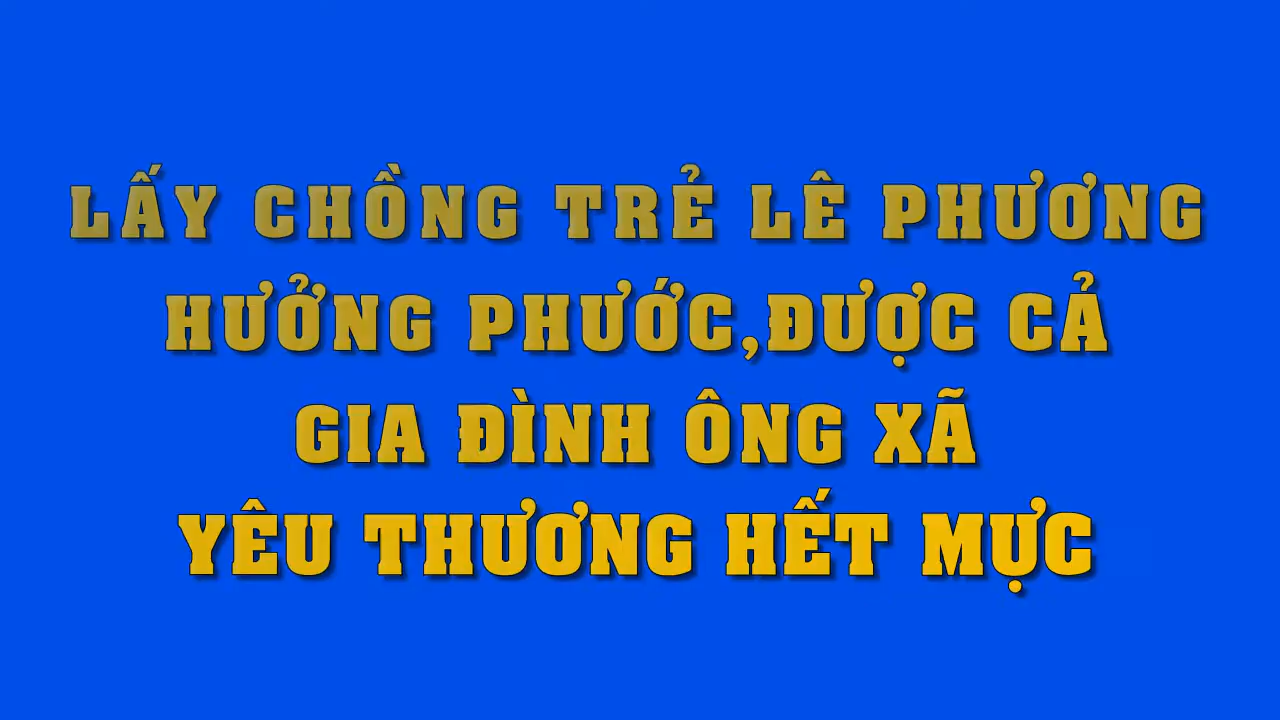 LẤY CHỒNG TRẺ LÊ PHƯƠNG
HƯỞNG PHƯỚC,ĐƯỢC CẢ
GIA ĐÌNH ÔNG XÃ
YÊU THƯƠNG HẾT MỰC